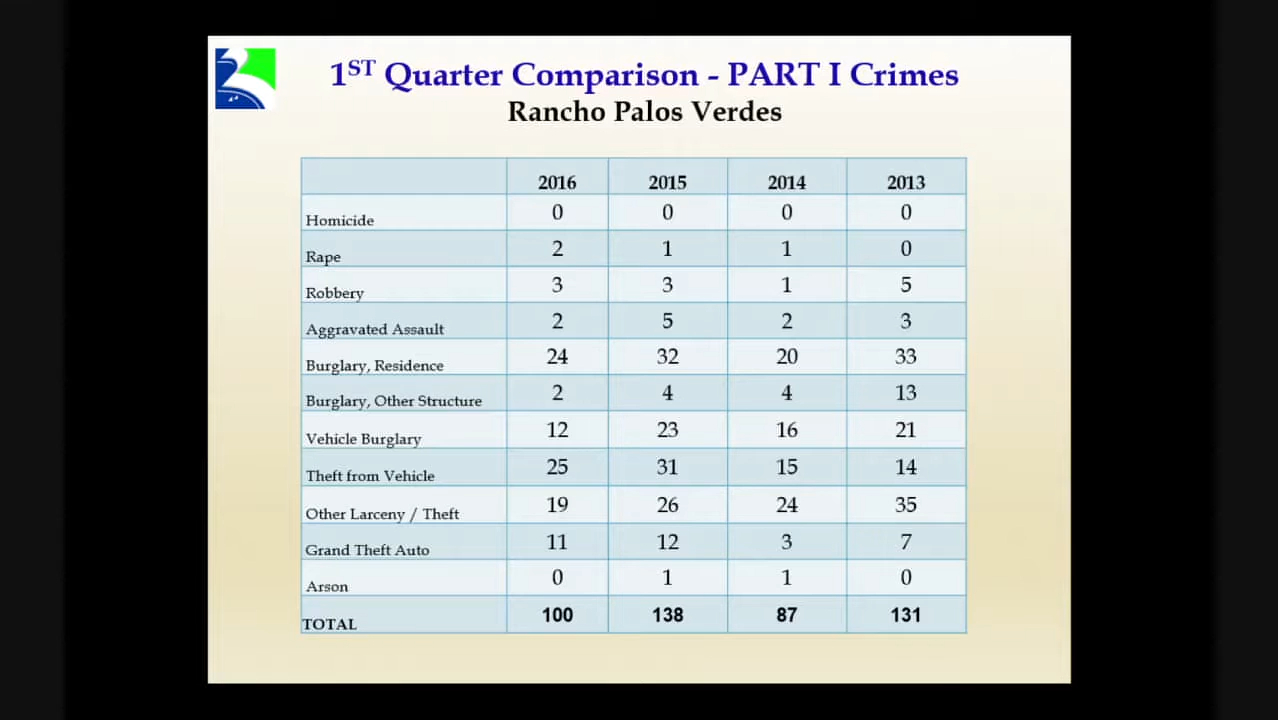 1ST Quarter Comparison - PART I Crimes
Rancho Palos Verdes
2016 2015 2014 2013
Homicide 0 0 0 0
Rape 2 1 1 0
Robbery 3 3 1 5
Aggravated Assault 2 5 2 3
Burglary, Residence 24 32 20 33
Burglary, Other Structure 2 4 4 13
Vehicle Burglary 12 23 16 21
Theft from Vehicle 25 31 15 14
Other Larceny / Theft 19 26 24 35
Grand Theft Auto 11 12 3 7
Arson 0 1 1 0
TOTAL 100 138 87 131